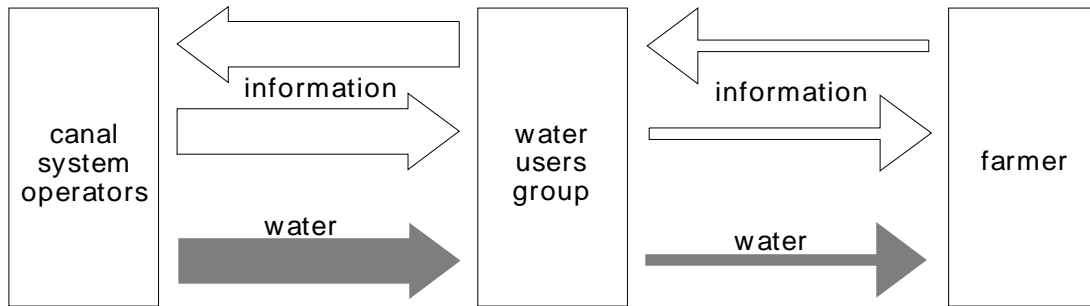 information
information
canal
system
operators
water
users
group
farmer
water
water